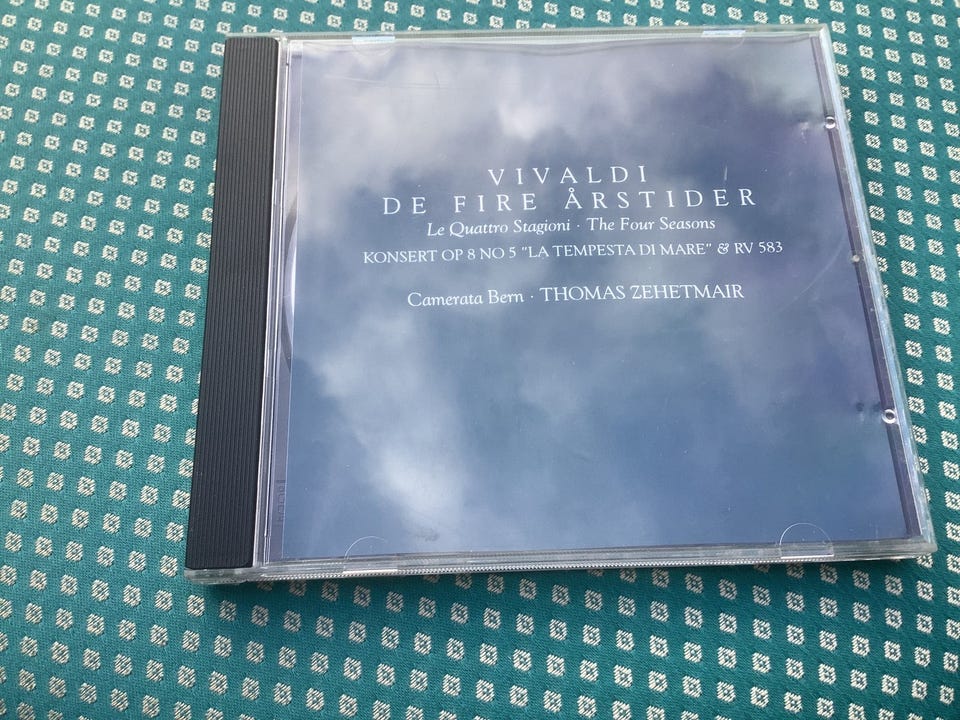 VIVALDI
DE FIRE ÅRSTIDER
Le Quattro Stagioni · The Four Seasons
KONSERT OP 8 NO 5 "LA TEMPESTA DI MARE" & RV 583
Camerata Bern · THOMAS ZEHETMAIR